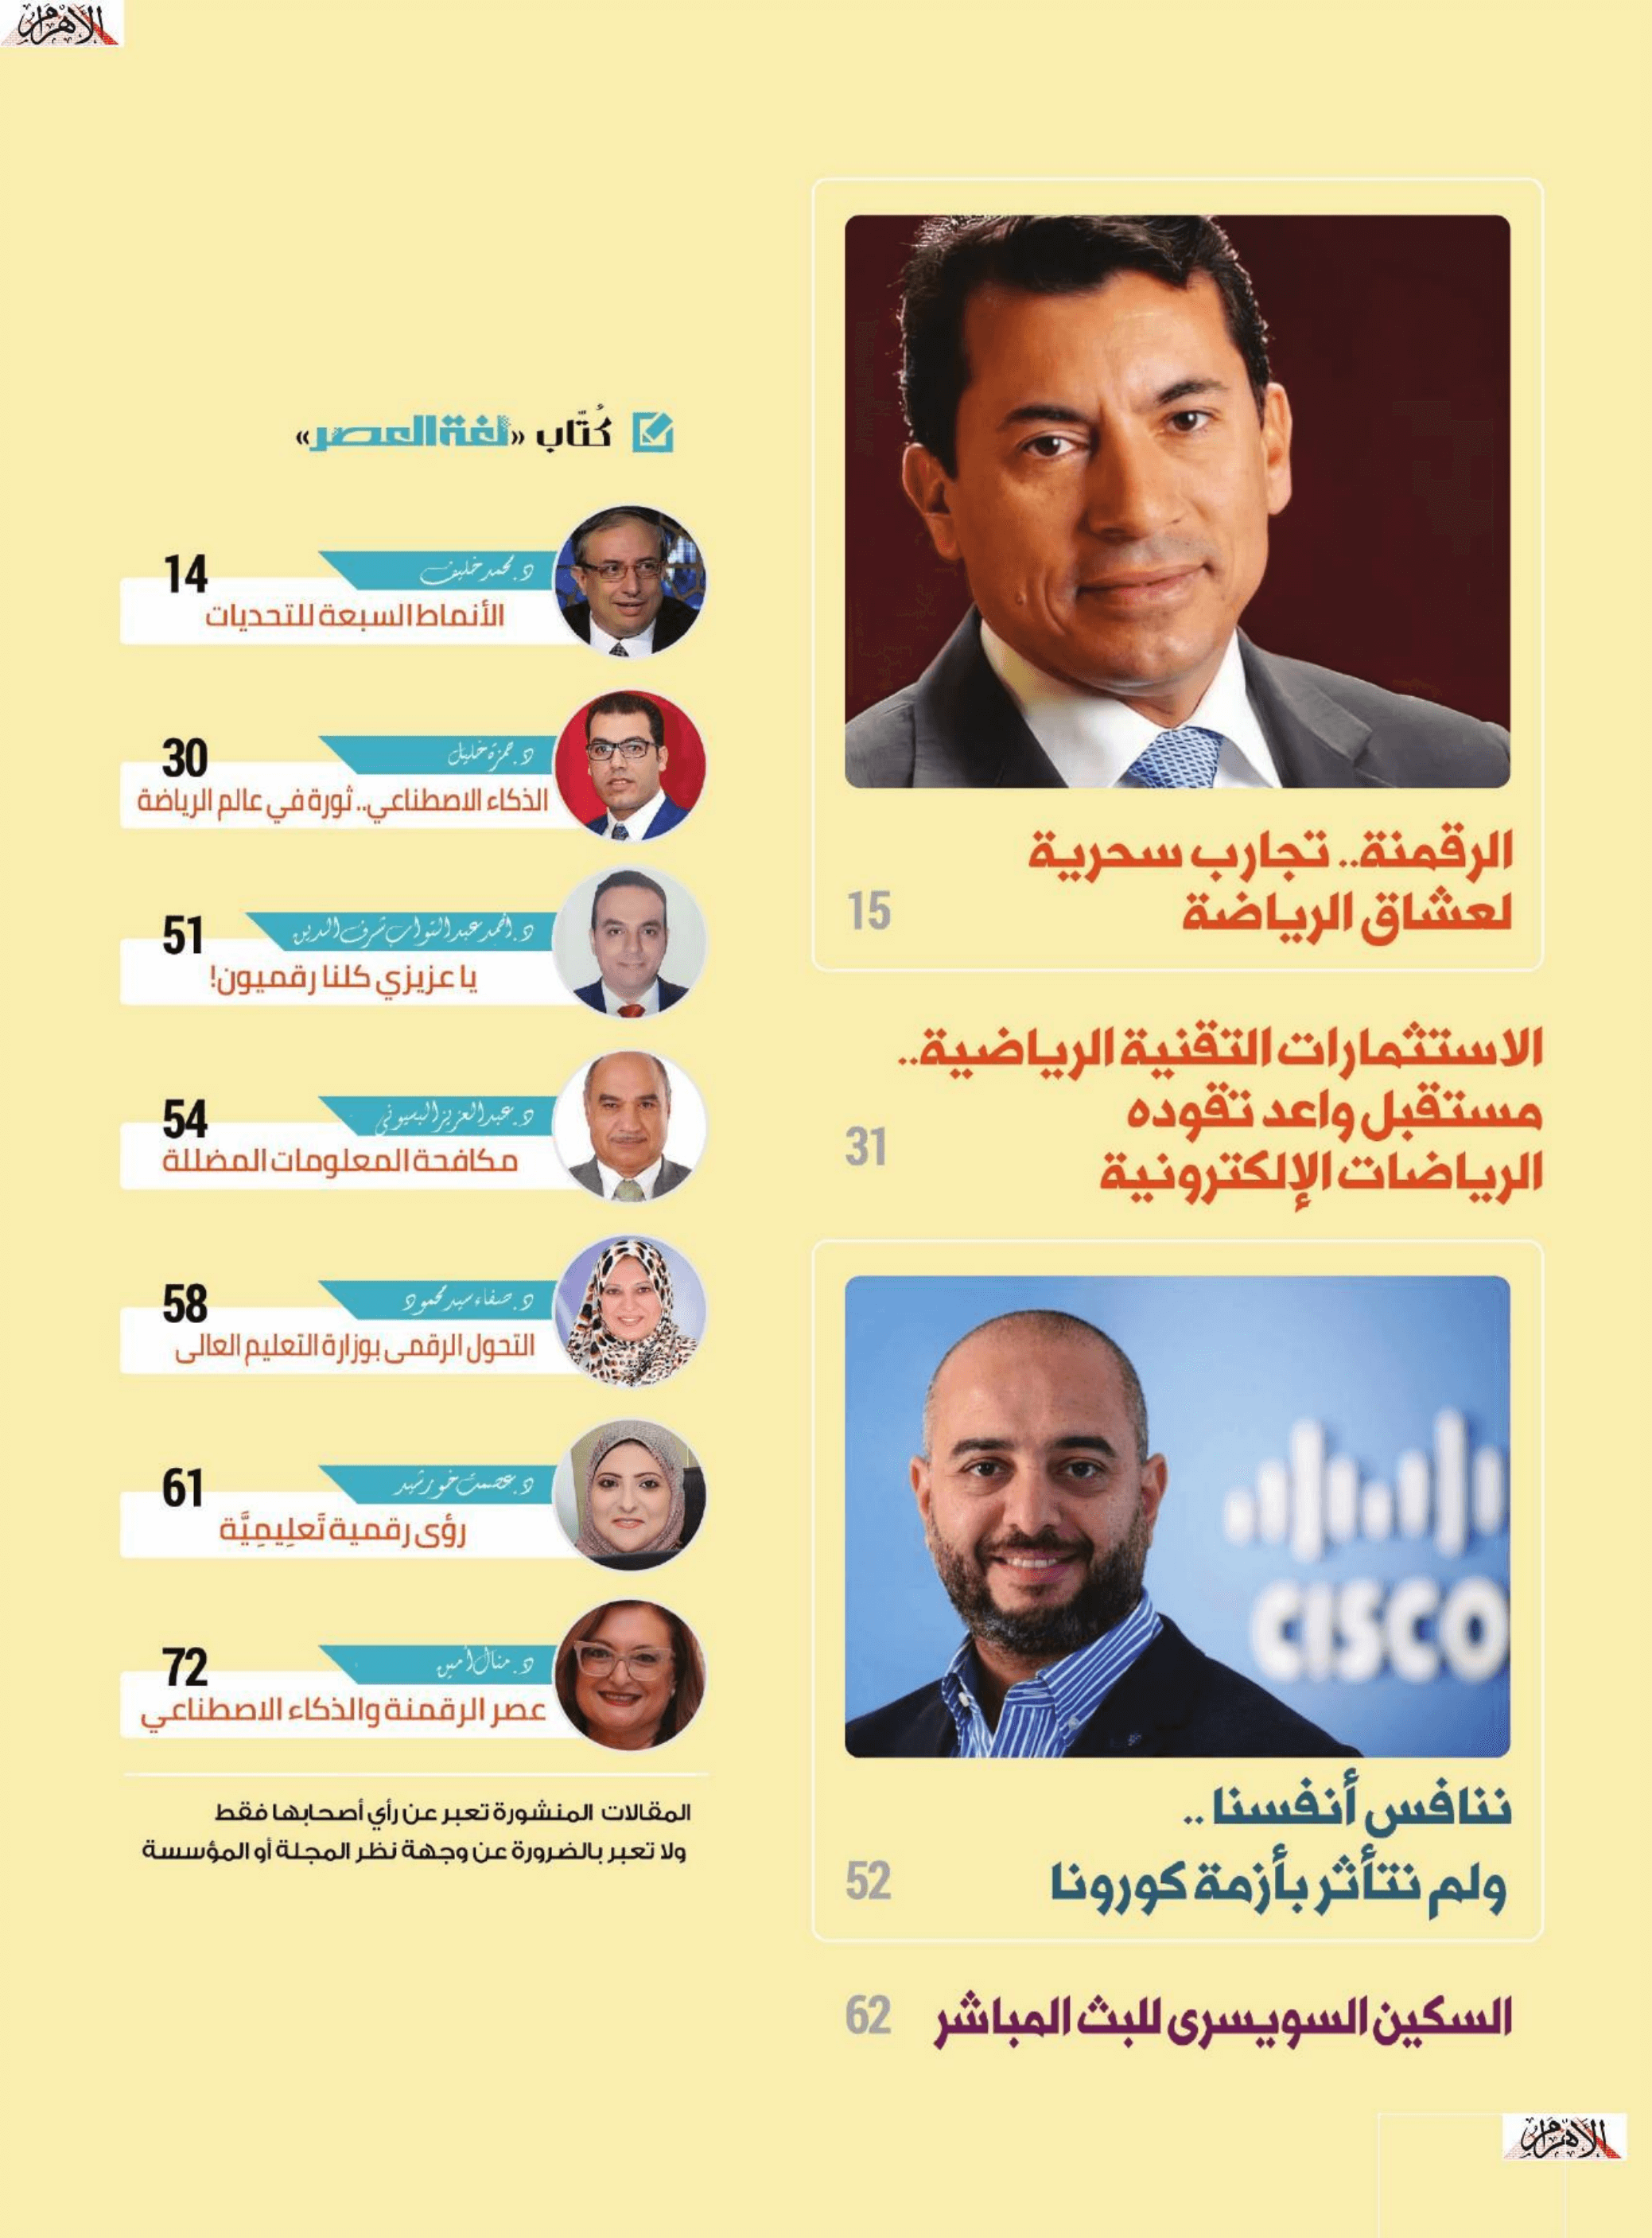 الأهرام
الرقمنة.. تجارب سحرية
لعشاق الرياضة
15
الاستثمارات التقنية الرياضية..
مستقبل واعد تقوده
الرياضات الإلكترونية
31
CISCO
ننافس أنفسنا ..
ولم نتأثر بأزمة كورونا
52
السكين السويسرى للبث المباشر
62
كُتّاب «لغة العصر»
د. محمد خليف
14
الأنماط السبعة للتحديات
د. حمزة خليل
30
الذكاء الاصطناعي.. ثورة في عالم الرياضة
د. أحمد عبد التواب شرف الدين
51
يا عزيزي كلنا رقميون!
د. عبد العزيز البسيوني
54
مكافحة المعلومات المضللة
د. صفاء سيد محمود
58
التحول الرقمى بوزارة التعليم العالى
د. عصمت خورشيد
61
رؤى رقمية تَعلِيمِيَّة
د. منال أمين
72
عصر الرقمنة والذكاء الاصطناعي
المقالات المنشورة تعبر عن رأي أصحابها فقط
ولا تعبر بالضرورة عن وجهة نظر المجلة أو المؤسسة
الأهرام